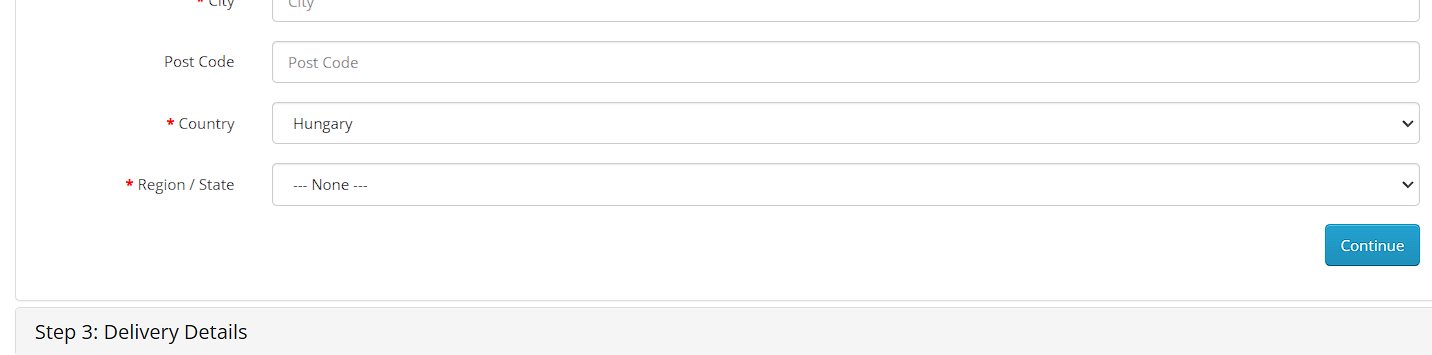 * City
City
Post Code
Post Code
* Country
Hungary
* Region / State
--- None ---
Continue
Step 3: Delivery Details